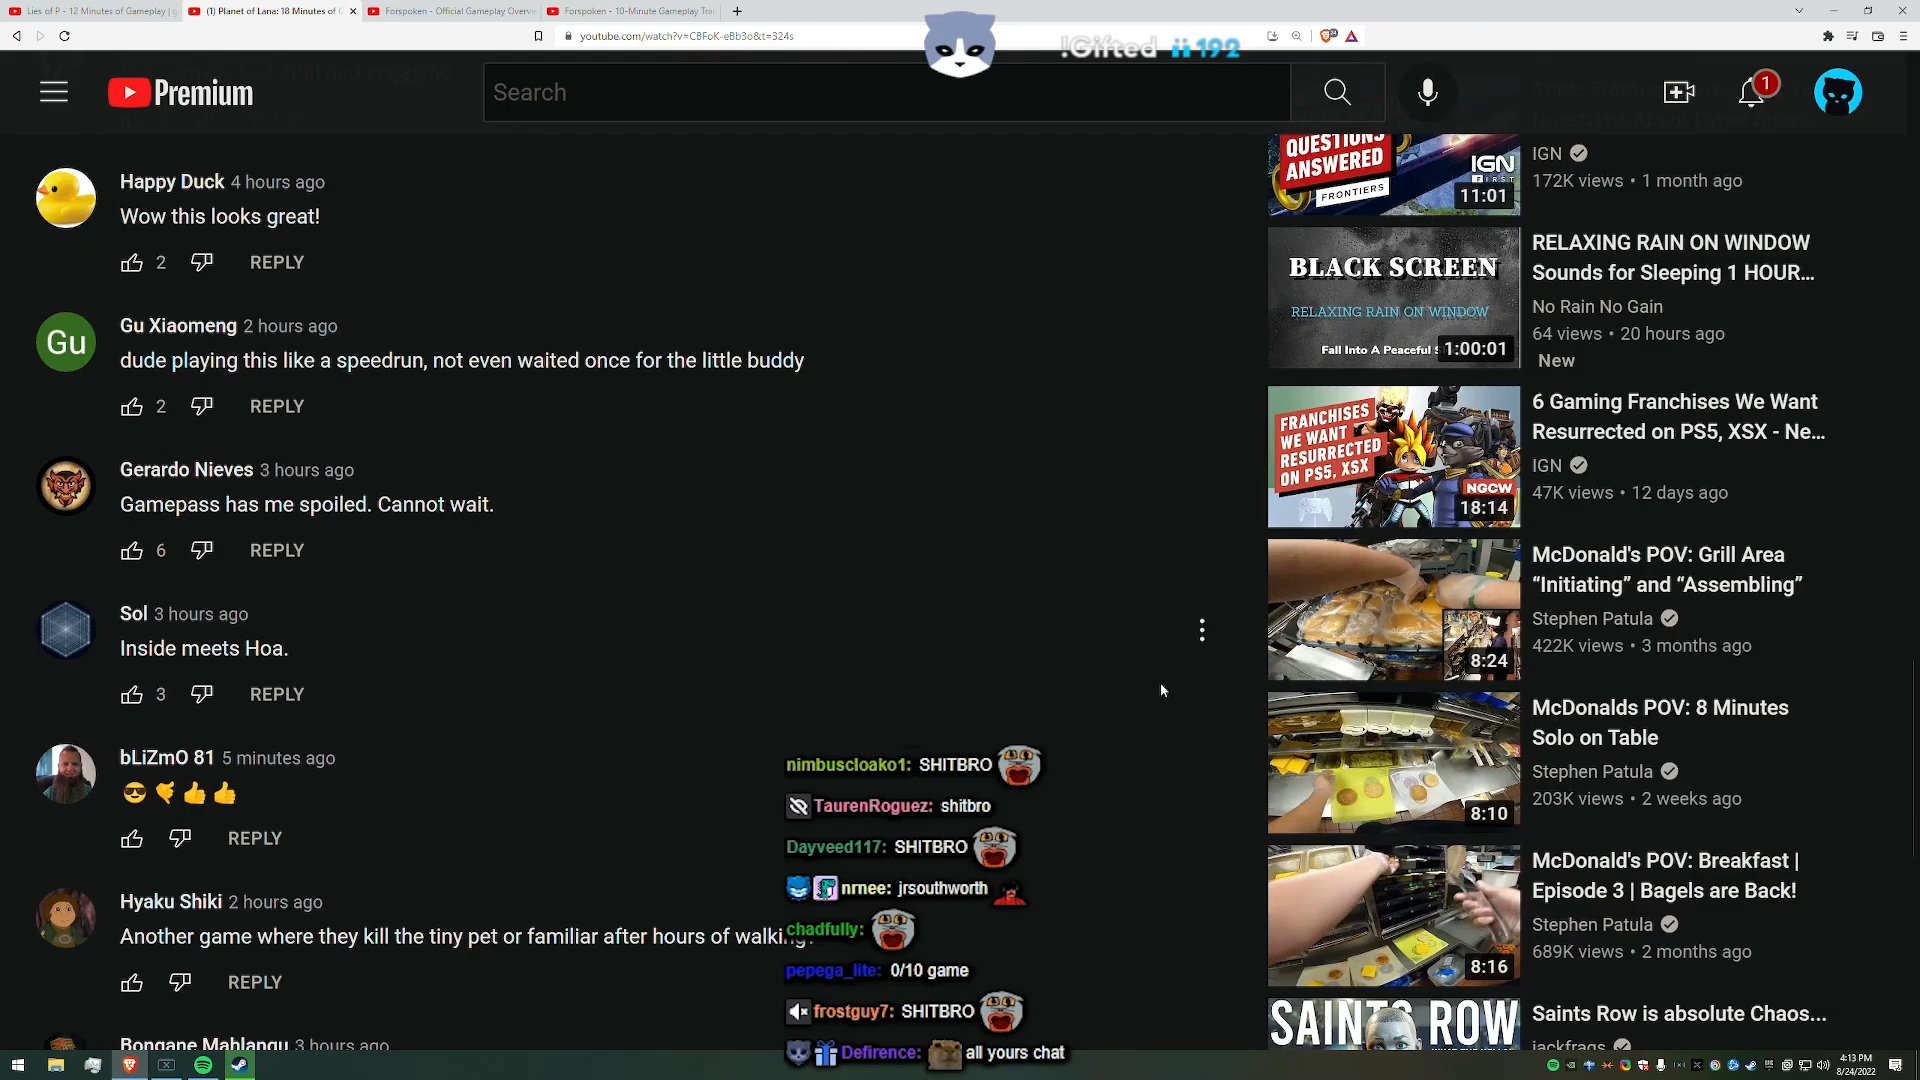 Lies of P - 12 Minutes of Gameplay | g
(1) Planet of Lana: 18 Minutes of G
Forspoken - Official Gameplay Overvi
Forspoken - 10-Minute Gameplay Tra
youtube.com/watch?v=CBFoK-eBb3o&t=324s
!Gifted 192
Premium
Search
1
Happy Duck 4 hours ago
Wow this looks great!
2 REPLY
Gu
Gu Xiaomeng 2 hours ago
dude playing this like a speedrun, not even waited once for the little buddy
2 REPLY
Gerardo Nieves 3 hours ago
Gamepass has me spoiled. Cannot wait.
6 REPLY
Sol 3 hours ago
Inside meets Hoa.
3 REPLY
bLiZmO 81 5 minutes ago
😎 🤙 👍 👍
REPLY
Hyaku Shiki 2 hours ago
Another game where they kill the tiny pet or familiar after hours of walking.
REPLY
Bongane Mahlangu 3 hours ago
nimbuscloako1: SHITBRO
TaurenRoguez: shitbro
Dayveed117: SHITBRO
nrnee: jrsouthworth
chadfully:
pepega_lite: 0/10 game
frostguy7: SHITBRO
Defirence: all yours chat
QUESTIONS
ANSWERED
FRONTIERS
IGN
FIRST
11:01
IGN
172K views • 1 month ago
BLACK SCREEN
RELAXING RAIN ON WINDOW
Fall Into A Peaceful S
1:00:01
RELAXING RAIN ON WINDOW
Sounds for Sleeping 1 HOUR...
No Rain No Gain
64 views • 20 hours ago
New
FRANCHISES
WE WANT
RESURRECTED
ON PS5, XSX
NGCW
18:14
6 Gaming Franchises We Want
Resurrected on PS5, XSX - Ne...
IGN
47K views • 12 days ago
8:24
McDonald's POV: Grill Area
“Initiating” and “Assembling”
Stephen Patula
422K views • 3 months ago
8:10
McDonalds POV: 8 Minutes
Solo on Table
Stephen Patula
203K views • 2 weeks ago
8:16
McDonald's POV: Breakfast |
Episode 3 | Bagels are Back!
Stephen Patula
689K views • 2 months ago
SAINTS ROW
Saints Row is absolute Chaos...
jackfrags
4:13 PM
8/24/2022